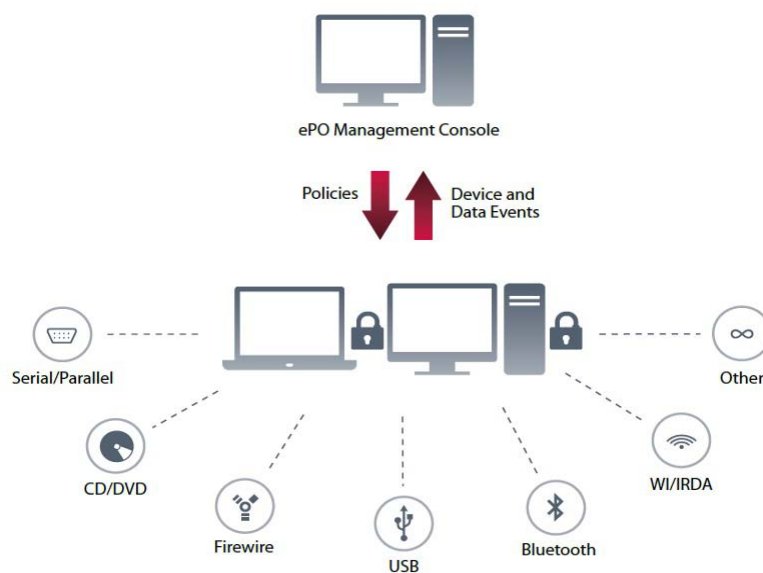 ePO Management Console
Policies
Device and
Data Events
Serial/Parallel
Other
CD/DVD
WI/IRDA
Firewire
Bluetooth
USB